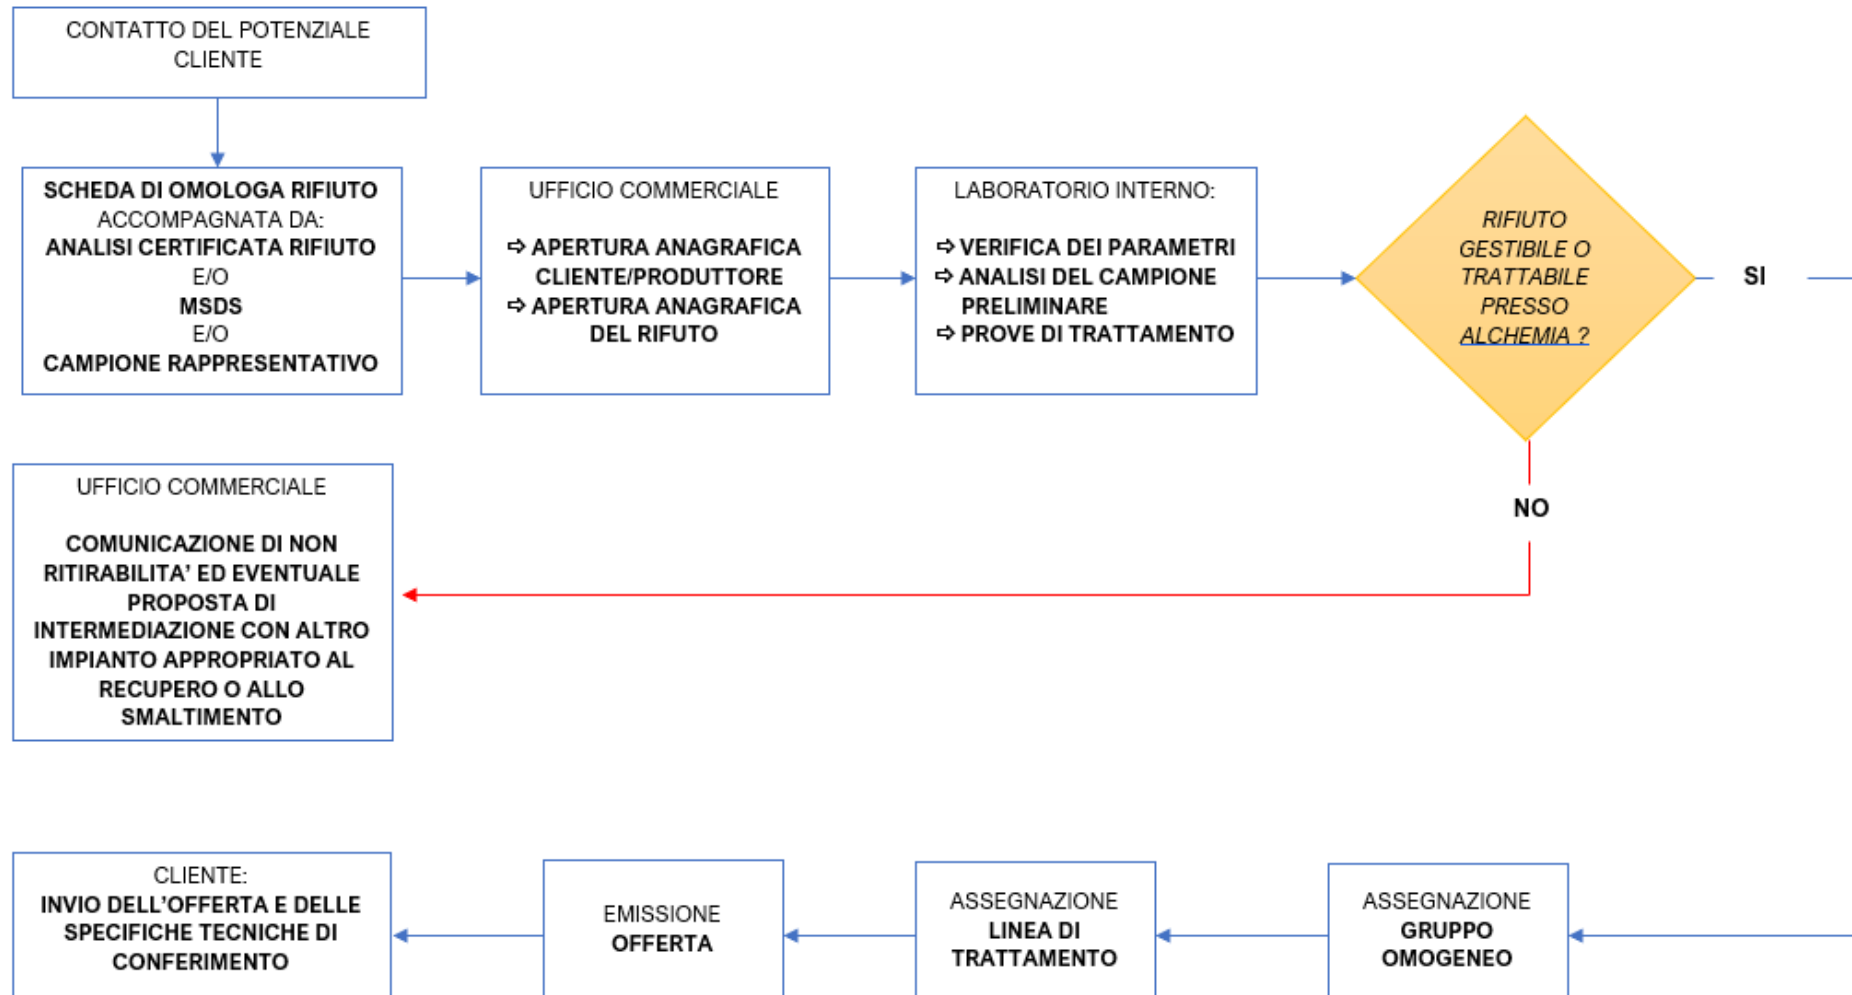 CONTATTO DEL POTENZIALE
CLIENTE
SCHEDA DI OMOLOGA RIFIUTO
ACCOMPAGNATA DA:
ANALISI CERTIFICATA RIFIUTO
E/O
MSDS
E/O
CAMPIONE RAPPRESENTATIVO
UFFICIO COMMERCIALE
⇨ APERTURA ANAGRAFICA
CLIENTE/PRODUTTORE
⇨ APERTURA ANAGRAFICA
DEL RIFUTO
LABORATORIO INTERNO:
⇨ VERIFICA DEI PARAMETRI
⇨ ANALISI DEL CAMPIONE
PRELIMINARE
⇨ PROVE DI TRATTAMENTO
RIFIUTO
GESTIBILE O
TRATTABILE
PRESSO
ALCHEMIA ?
SI
NO
UFFICIO COMMERCIALE
COMUNICAZIONE DI NON
RITIRABILITA' ED EVENTUALE
PROPOSTA DI
INTERMEDIAZIONE CON ALTRO
IMPIANTO APPROPRIATO AL
RECUPERO O ALLO
SMALTIMENTO
CLIENTE:
INVIO DELL'OFFERTA E DELLE
SPECIFICHE TECNICHE DI
CONFERIMENTO
EMISSIONE
OFFERTA
ASSEGNAZIONE
LINEA DI
TRATTAMENTO
ASSEGNAZIONE
GRUPPO
OMOGENEO